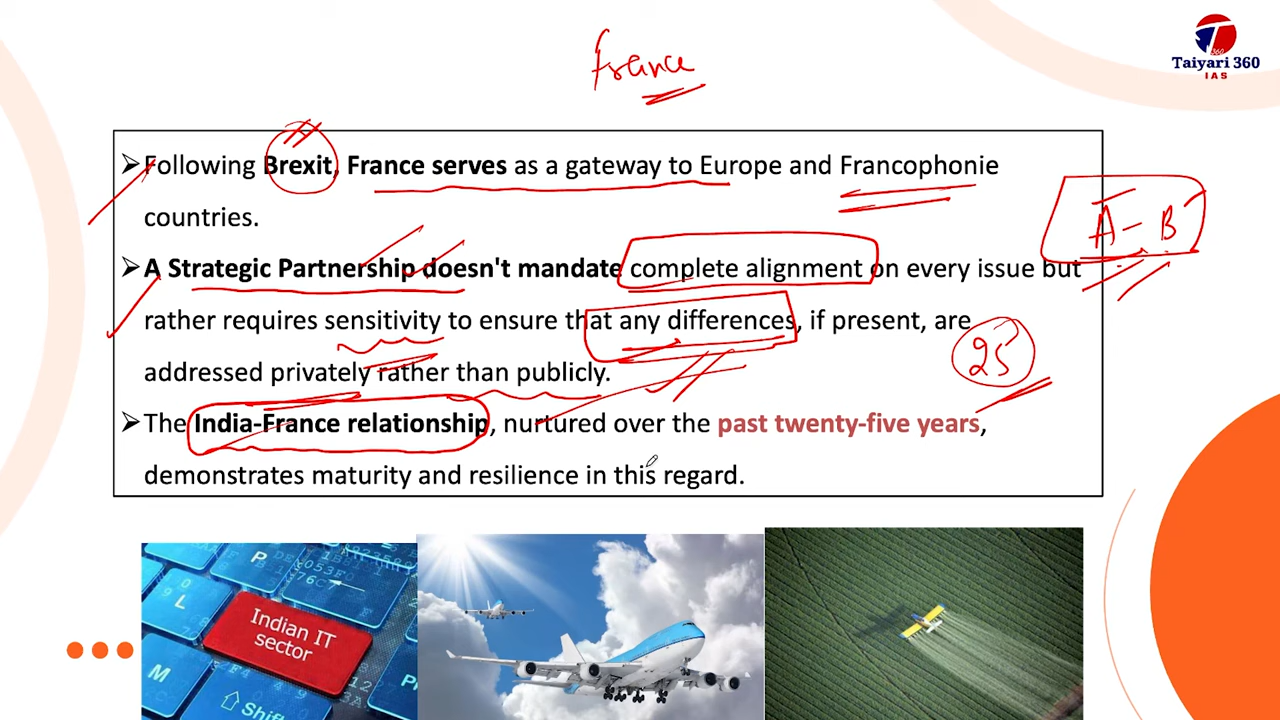 France
Taiyari 360
IAS
Following Brexit, France serves as a gateway to Europe and Francophonie
countries.
A - B
A Strategic Partnership doesn't mandate complete alignment on every issue but
rather requires sensitivity to ensure that any differences, if present, are
25
addressed privately rather than publicly.
The India-France relationship, nurtured over the past twenty-five years,
demonstrates maturity and resilience in this regard.
P
L
Indian IT
sector
M
Shift